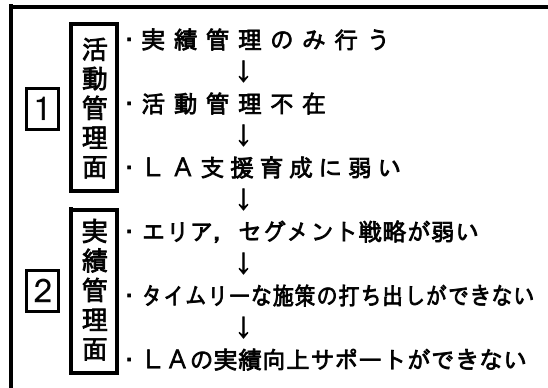 1
活動管理面
・実績管理のみ行う
↓
・活動管理不在
↓
・LA支援育成に弱い
↓
2
実績管理面
・エリア，セグメント戦略が弱い
↓
・タイムリーな施策の打ち出しができない
↓
・LAの実績向上サポートができない